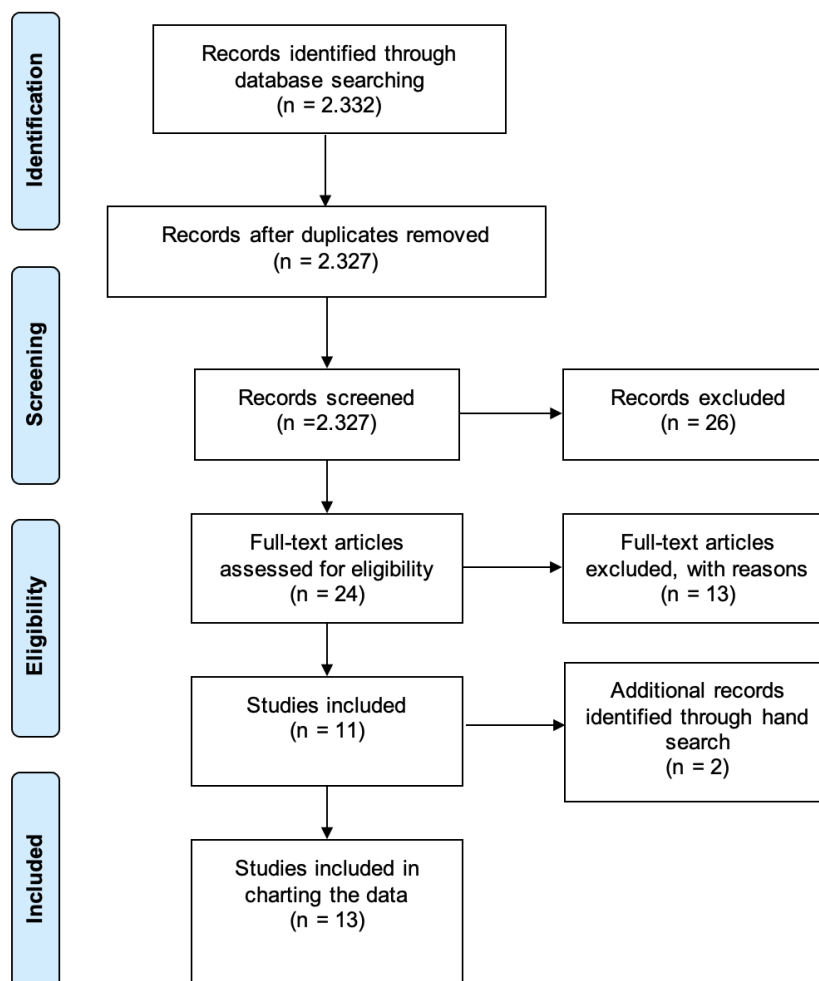 Identification
Records identified through
database searching
(n = 2.332)
Records after duplicates removed
(n = 2.327)
Screening
Records screened
(n =2.327)
Records excluded
(n = 26)
Eligibility
Full-text articles
assessed for eligibility
(n = 24)
Full-text articles
excluded, with reasons
(n = 13)
Studies included
(n = 11)
Additional records
identified through hand
search
(n = 2)
Included
Studies included in
charting the data
(n = 13)